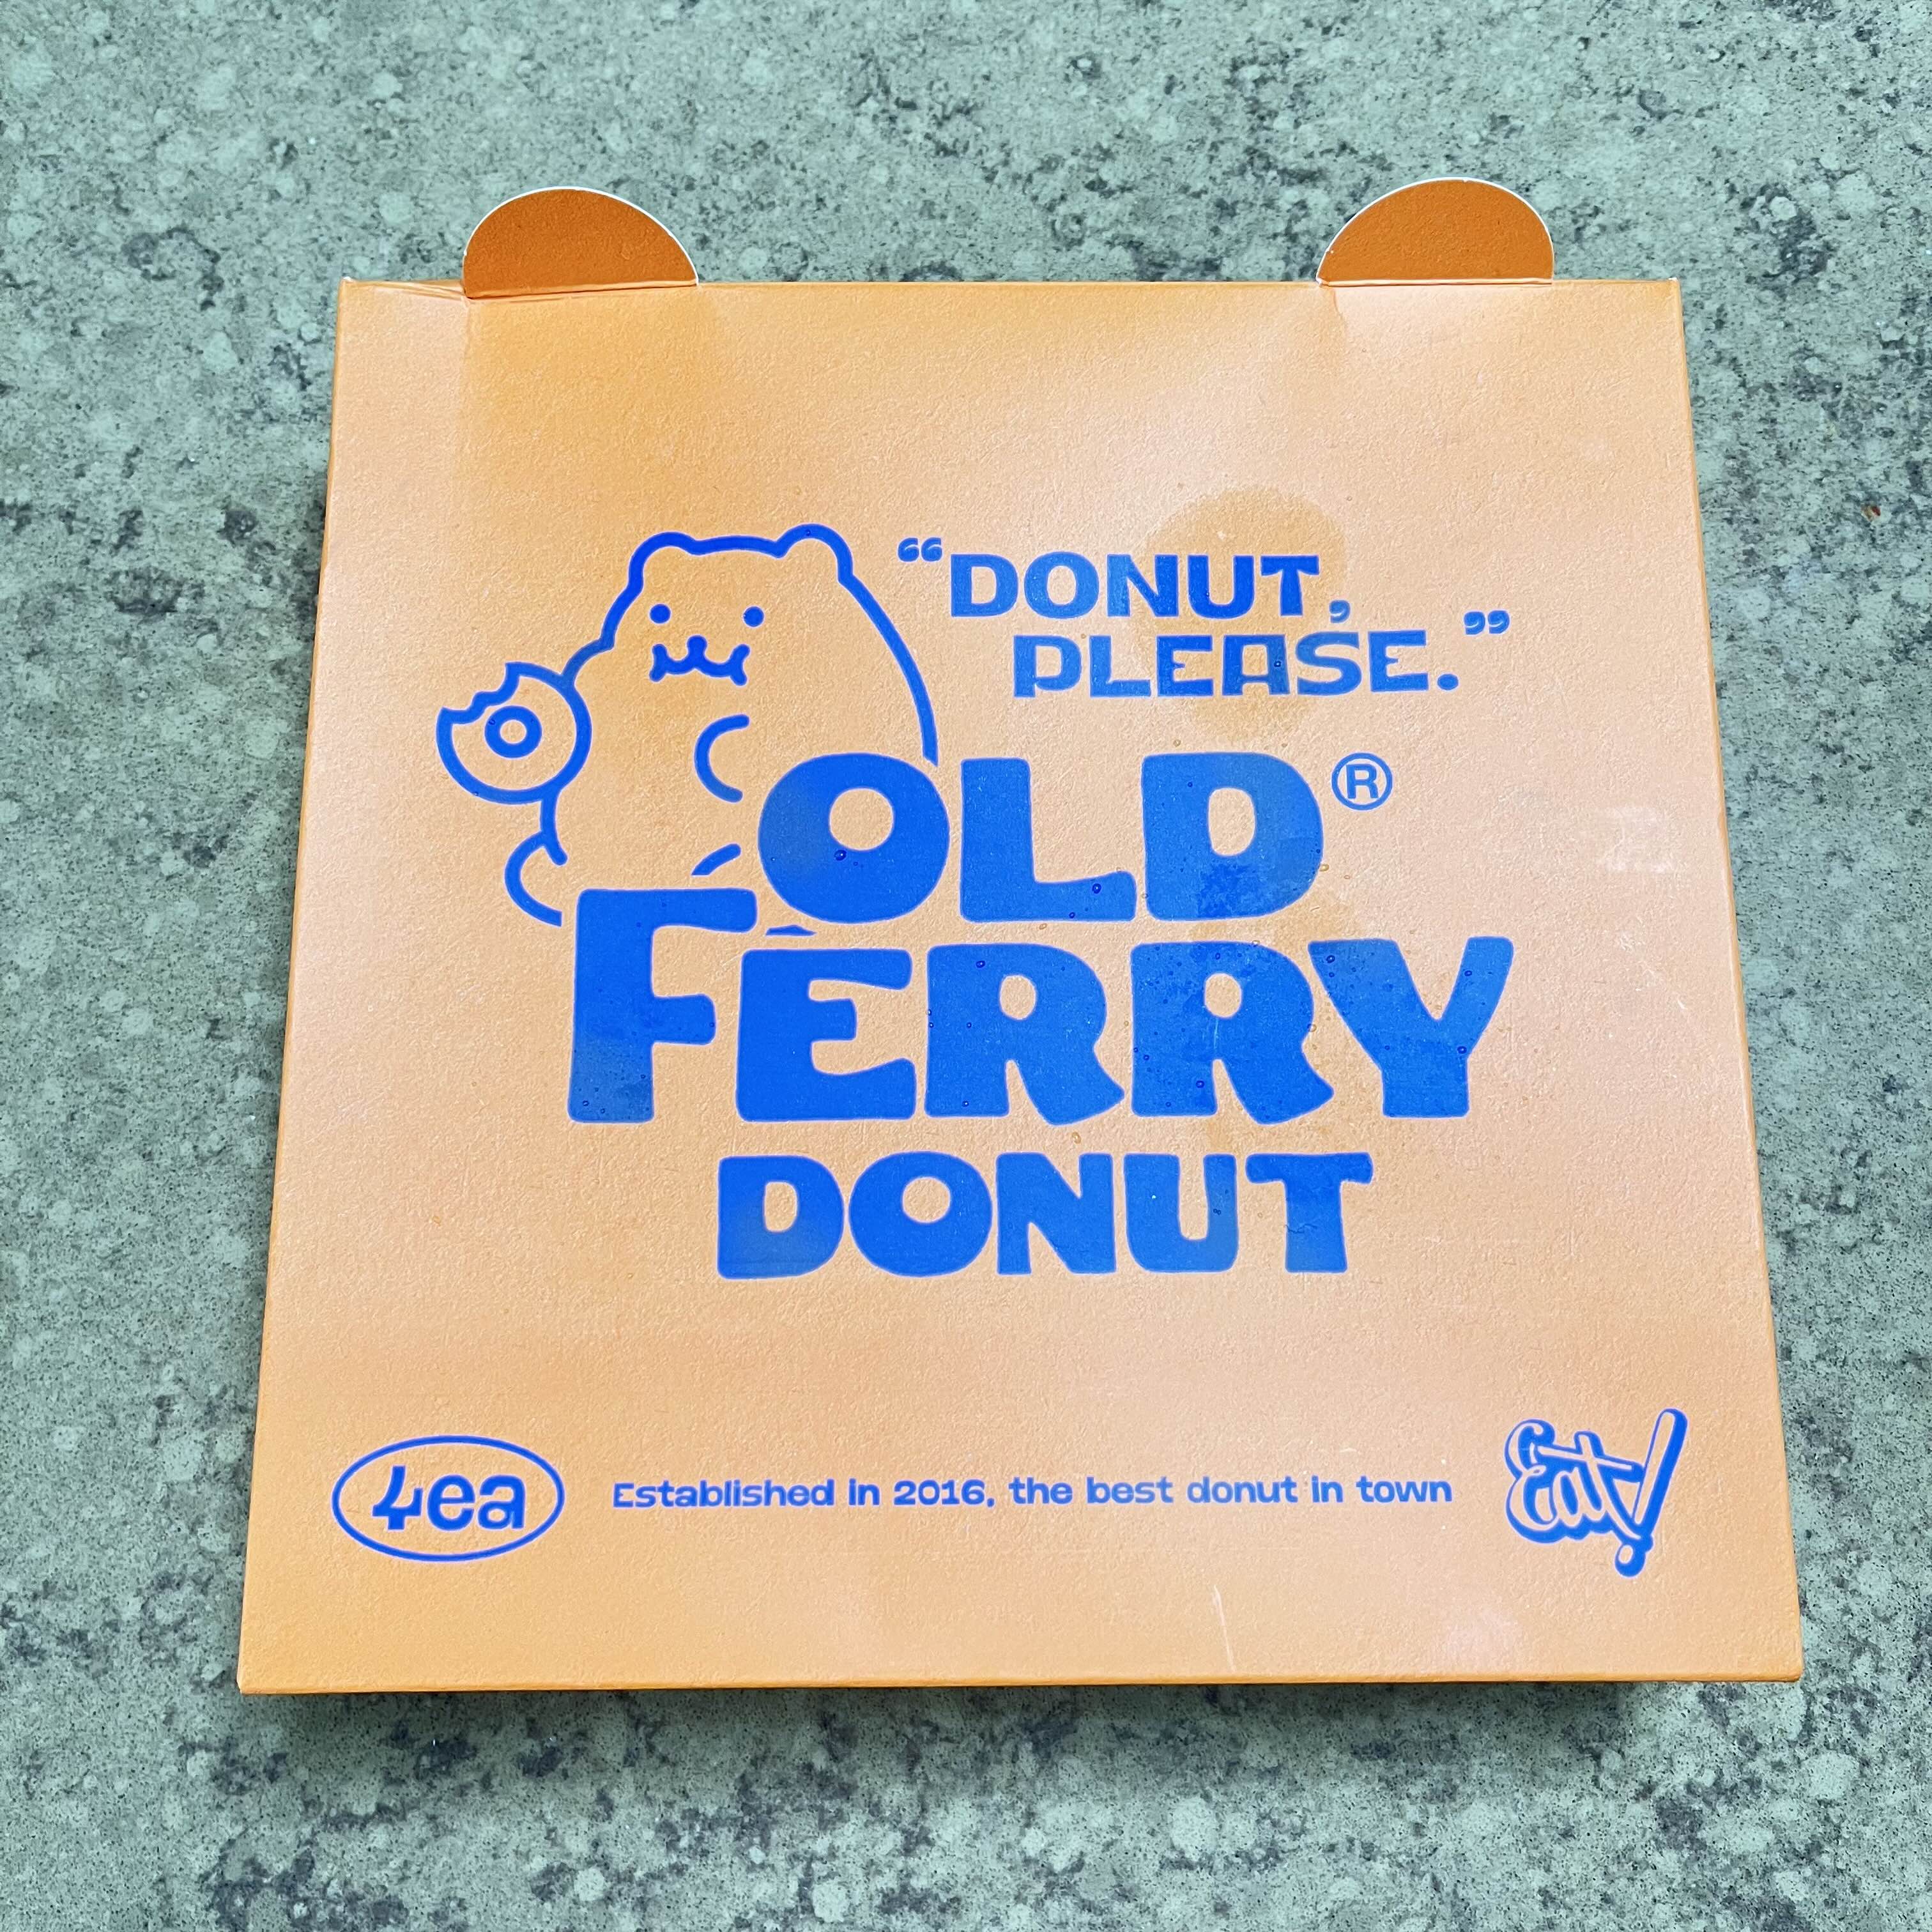 “DONUT,
PLEASE.”
OLD®
FERRY
DONUT
4ea
Established in 2016, the best donut in town
Eat!